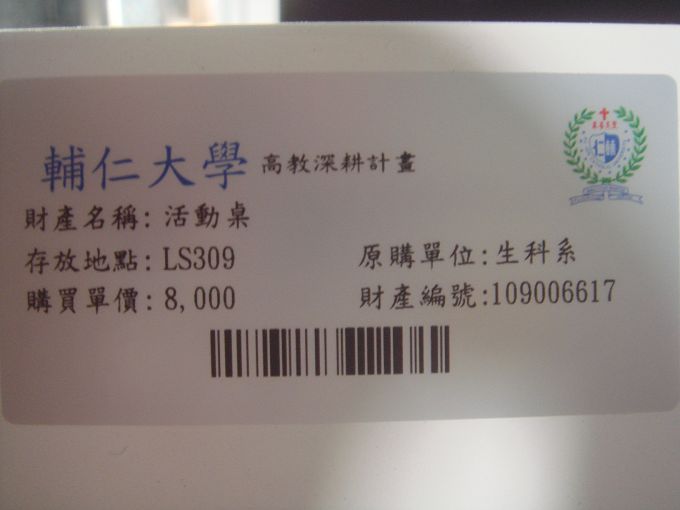 輔仁大學 高教深耕計畫
財產名稱: 活動桌
存放地點: LS309 原購單位: 生科系
購買單價: 8,000 財產編號:109006617